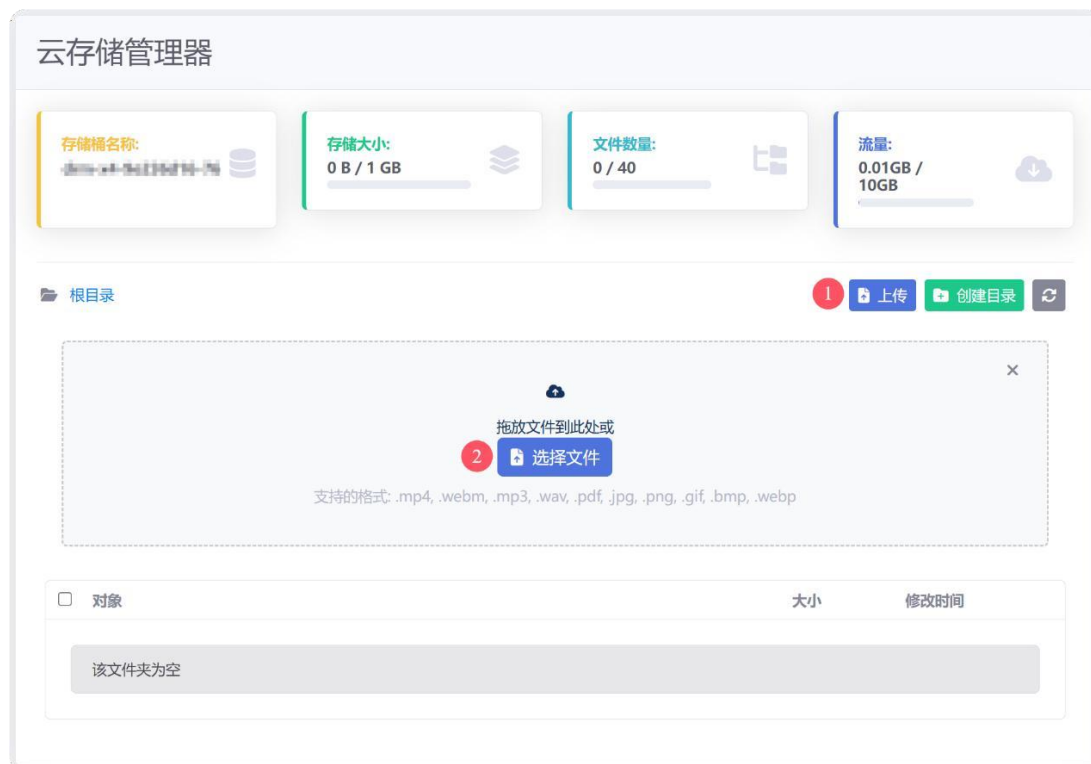 云存储管理器
存储桶名称:
存储大小:
0 B / 1 GB
文件数量:
0 / 40
流量:
0.01GB /
10GB
根目录
1
上传
创建目录
×
拖放文件到此处或
2
选择文件
支持的格式: .mp4, .webm, .mp3, .wav, .pdf, .jpg, .png, .gif, .bmp, .webp
对象 大小 修改时间
该文件夹为空